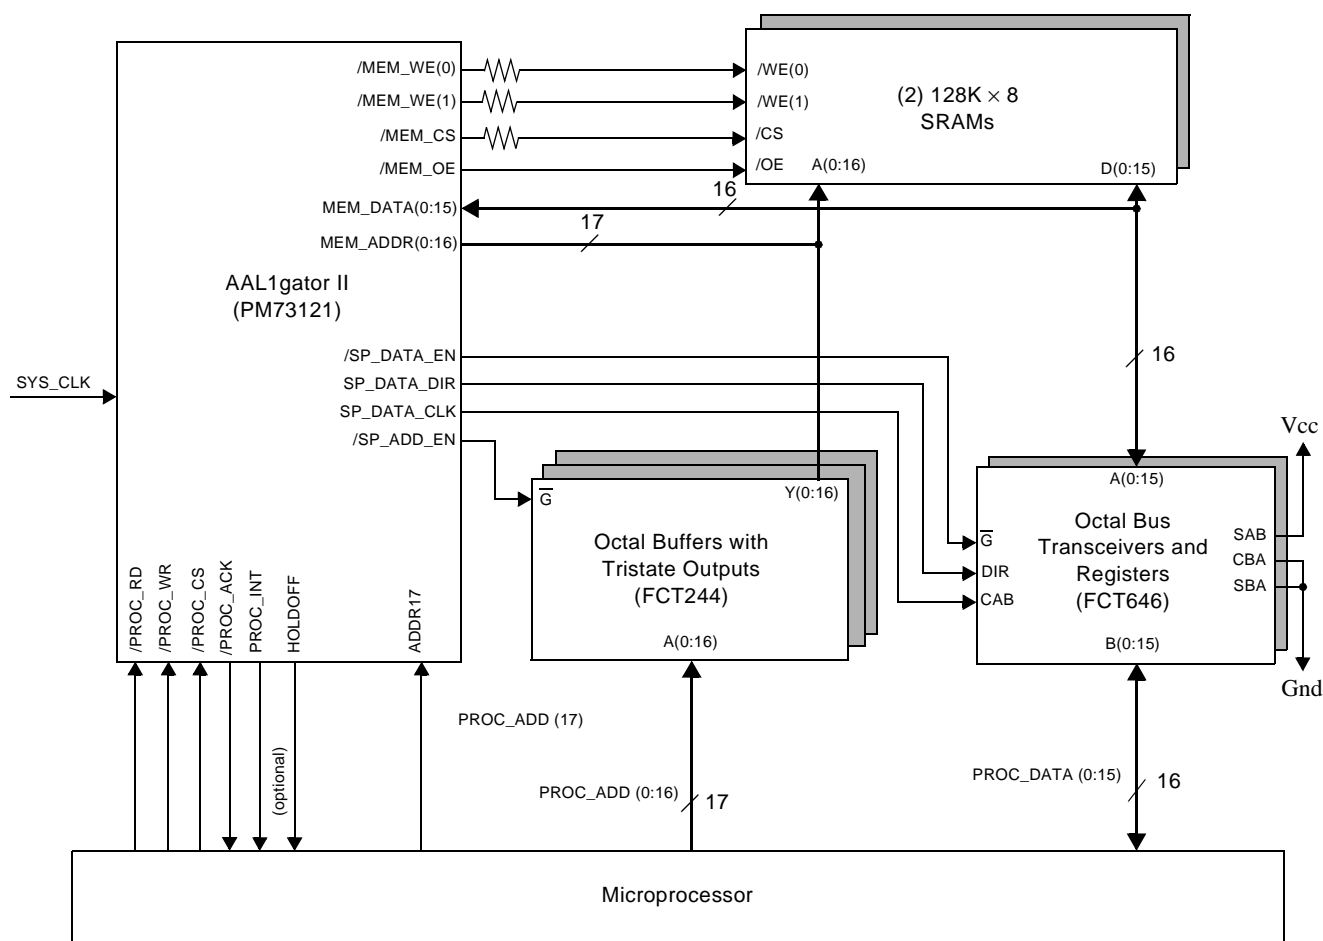 /MEM_WE(0)
/MEM_WE(1)
/MEM_CS
/MEM_OE
MEM_DATA(0:15)
MEM_ADDR(0:16)
/WE(0)
/WE(1)
/CS
/OE
A(0:16)
D(0:15)
(2) 128K × 8
SRAMs
16
17
AAL1gator II
(PM73121)
/SP_DATA_EN
SP_DATA_DIR
SP_DATA_CLK
/SP_ADD_EN
SYS_CLK
16
Vcc
G
Y(0:16)
Octal Buffers with
Tristate Outputs
(FCT244)
A(0:16)
A(0:15)
G
DIR
CAB
Octal Bus
Transceivers and
Registers
(FCT646)
SAB
CBA
SBA
B(0:15)
Gnd
/PROC_RD
/PROC_WR
/PROC_CS
/PROC_ACK
PROC_INT
HOLDOFF
ADDR17
(optional)
PROC_ADD (17)
PROC_ADD (0:16)
17
PROC_DATA (0:15)
16
Microprocessor